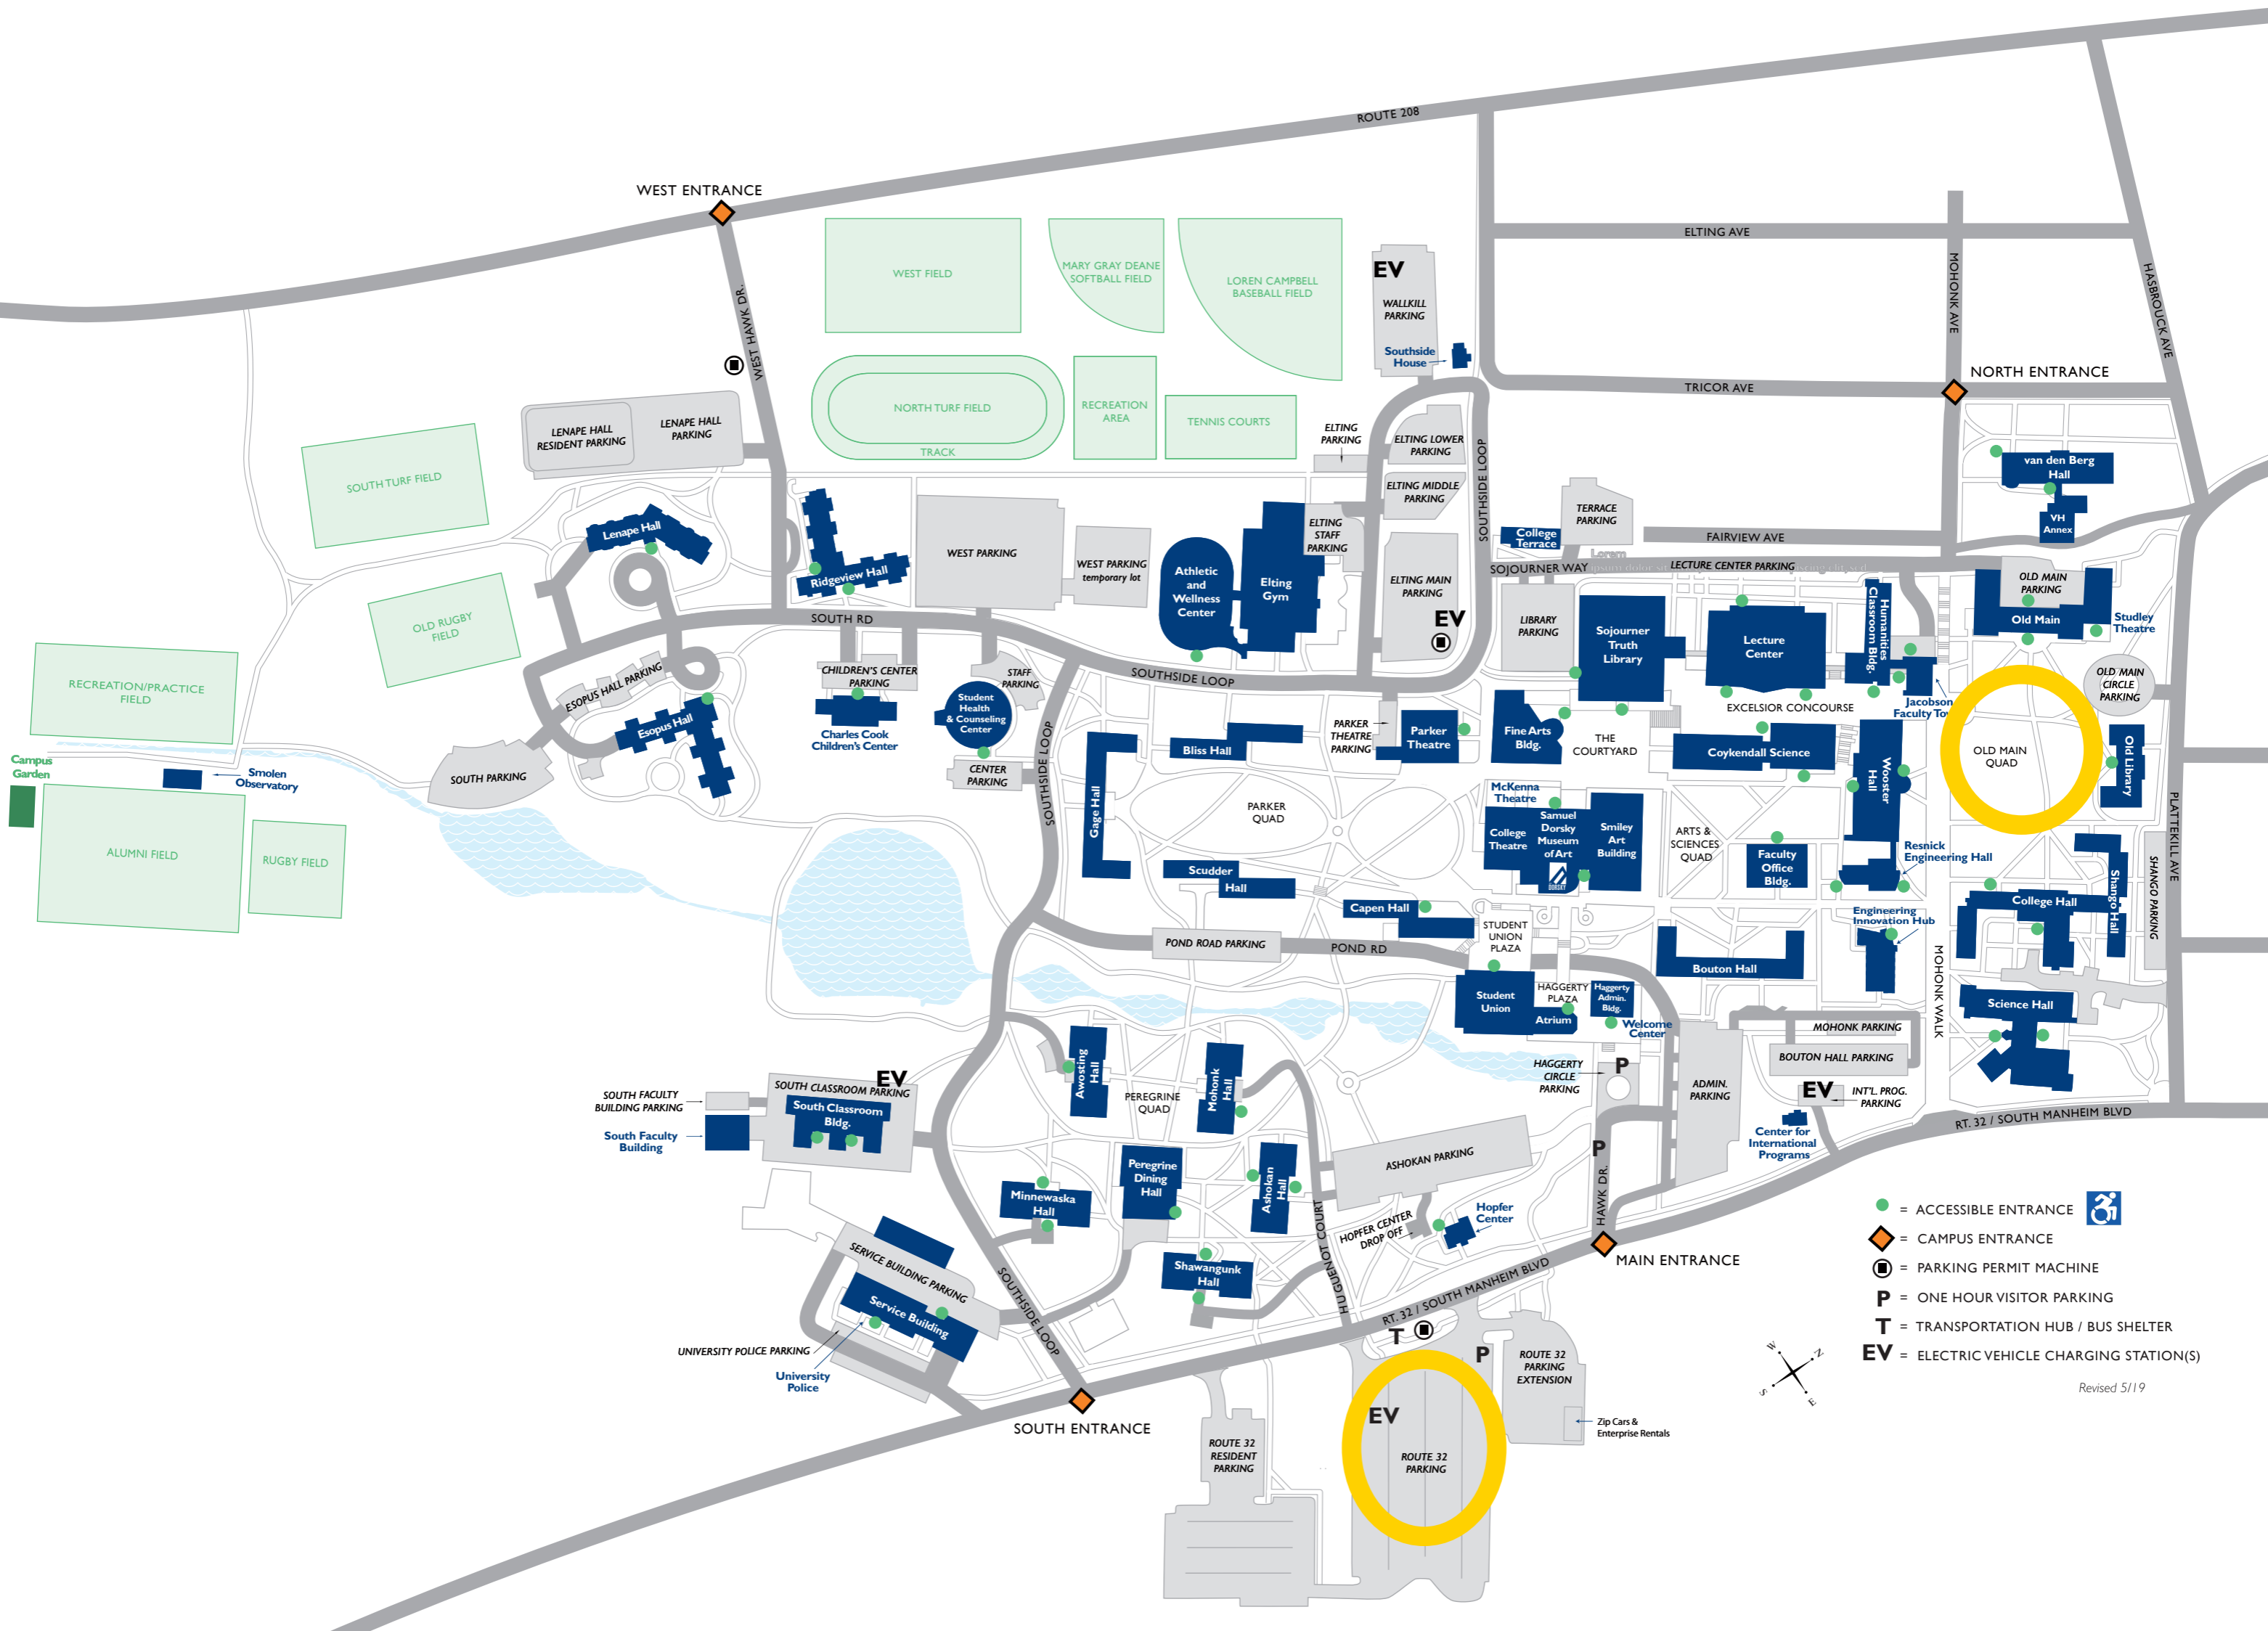 ROUTE 208
WEST ENTRANCE
WEST HAWK DR.
WEST FIELD
MARY GRAY DEANE
SOFTBALL FIELD
LOREN CAMPBELL
BASEBALL FIELD
EV
WALLKILL
PARKING
Southside
House
ELTING AVE
MOHONK AVE
HASBROUCK AVE
TRICOR AVE
NORTH ENTRANCE
NORTH TURF FIELD
TRACK
RECREATION
AREA
TENNIS COURTS
LENAPE HALL
RESIDENT PARKING
LENAPE HALL
PARKING
SOUTH TURF FIELD
ELTING
PARKING
ELTING LOWER
PARKING
ELTING MIDDLE
PARKING
SOUTHSIDE LOOP
van den Berg
Hall
VH
Annex
Lenape Hall
Ridgeview Hall
WEST PARKING
WEST PARKING
temporary lot
Athletic
and
Wellness
Center
Elting
Gym
ELTING
STAFF
PARKING
ELTING MAIN
PARKING
EV
College
Terrace
TERRACE
PARKING
FAIRVIEW AVE
Lorem
SOJOURNER WAY
LECTURE CENTER PARKING
OLD MAIN
PARKING
Old Main
Studley
Theatre
OLD RUGBY
FIELD
SOUTH RD
LIBRARY
PARKING
Sojourner
Truth
Library
Lecture
Center
Humanities
Classroom Bldg.
RECREATION/PRACTICE
FIELD
ESOPUS HALL PARKING
Esopus Hall
CHILDREN'S CENTER
PARKING
Charles Cook
Children's Center
STAFF
PARKING
Student
Health
& Counseling
Center
CENTER
PARKING
SOUTHSIDE LOOP
SOUTHSIDE LOOP
OLD MAIN
CIRCLE
PARKING
Jacobson
Faculty
EXCELSIOR CONCOURSE
OLD MAIN
QUAD
Old Library
PLATTEKILL AVE
Campus
Garden
Smolen
Observatory
SOUTH PARKING
Gage Hall
Bliss Hall
PARKER
THEATRE
PARKING
Parker
Theatre
Fine Arts
Bldg.
THE
COURTYARD
Coykendall Science
Wooster
Hall
ALUMNI FIELD
RUGBY FIELD
PARKER
QUAD
McKenna
Theatre
College
Theatre
Samuel
Dorsky
Museum
of Art
DORSKY
Smiley
Art
Building
ARTS &
SCIENCES
QUAD
Faculty
Office
Bldg.
Resnick
Engineering Hall
Shango Hall
SHANGO PARKING
College Hall
Scudder
Hall
Capen Hall
Engineering
Innovation Hub
POND ROAD PARKING
POND RD
STUDENT
UNION
PLAZA
Bouton Hall
MOHONK WALK
Student
Union
HAGGERTY
PLAZA
Atrium
Haggerty
Admin.
Bldg.
Welcome
Center
Science Hall
MOHONK PARKING
BOUTON HALL PARKING
Awosting
Hall
PEREGRINE
QUAD
Mohonk
Hall
HAGGERTY
CIRCLE
PARKING
P
ADMIN.
PARKING
EV
INT'L. PROG.
PARKING
Center for
International
Programs
RT. 32 / SOUTH MANHEIM BLVD
SOUTH FACULTY
BUILDING PARKING
South Faculty
Building
SOUTH CLASSROOM PARKING
EV
South Classroom
Bldg.
Minnewaska
Hall
Peregrine
Dining
Hall
Ashokan
Hall
ASHOKAN PARKING
P
HAWK DR.
HUGUENOT COURT
HOPFER CENTER
DROP OFF
Hopfer
Center
Shawangunk
Hall
MAIN ENTRANCE
RT. 32 / SOUTH MANHEIM BLVD
SERVICE BUILDING PARKING
Service Building
UNIVERSITY POLICE PARKING
University
Police
SOUTHSIDE LOOP
SOUTH ENTRANCE
T
P
ROUTE 32
PARKING
EXTENSION
Zip Cars &
Enterprise Rentals
EV
ROUTE 32
PARKING
ROUTE 32
RESIDENT
PARKING
= ACCESSIBLE ENTRANCE
= CAMPUS ENTRANCE
= PARKING PERMIT MACHINE
P = ONE HOUR VISITOR PARKING
T = TRANSPORTATION HUB / BUS SHELTER
EV = ELECTRIC VEHICLE CHARGING STATION(S)
Revised 5/19
W
N
S
E